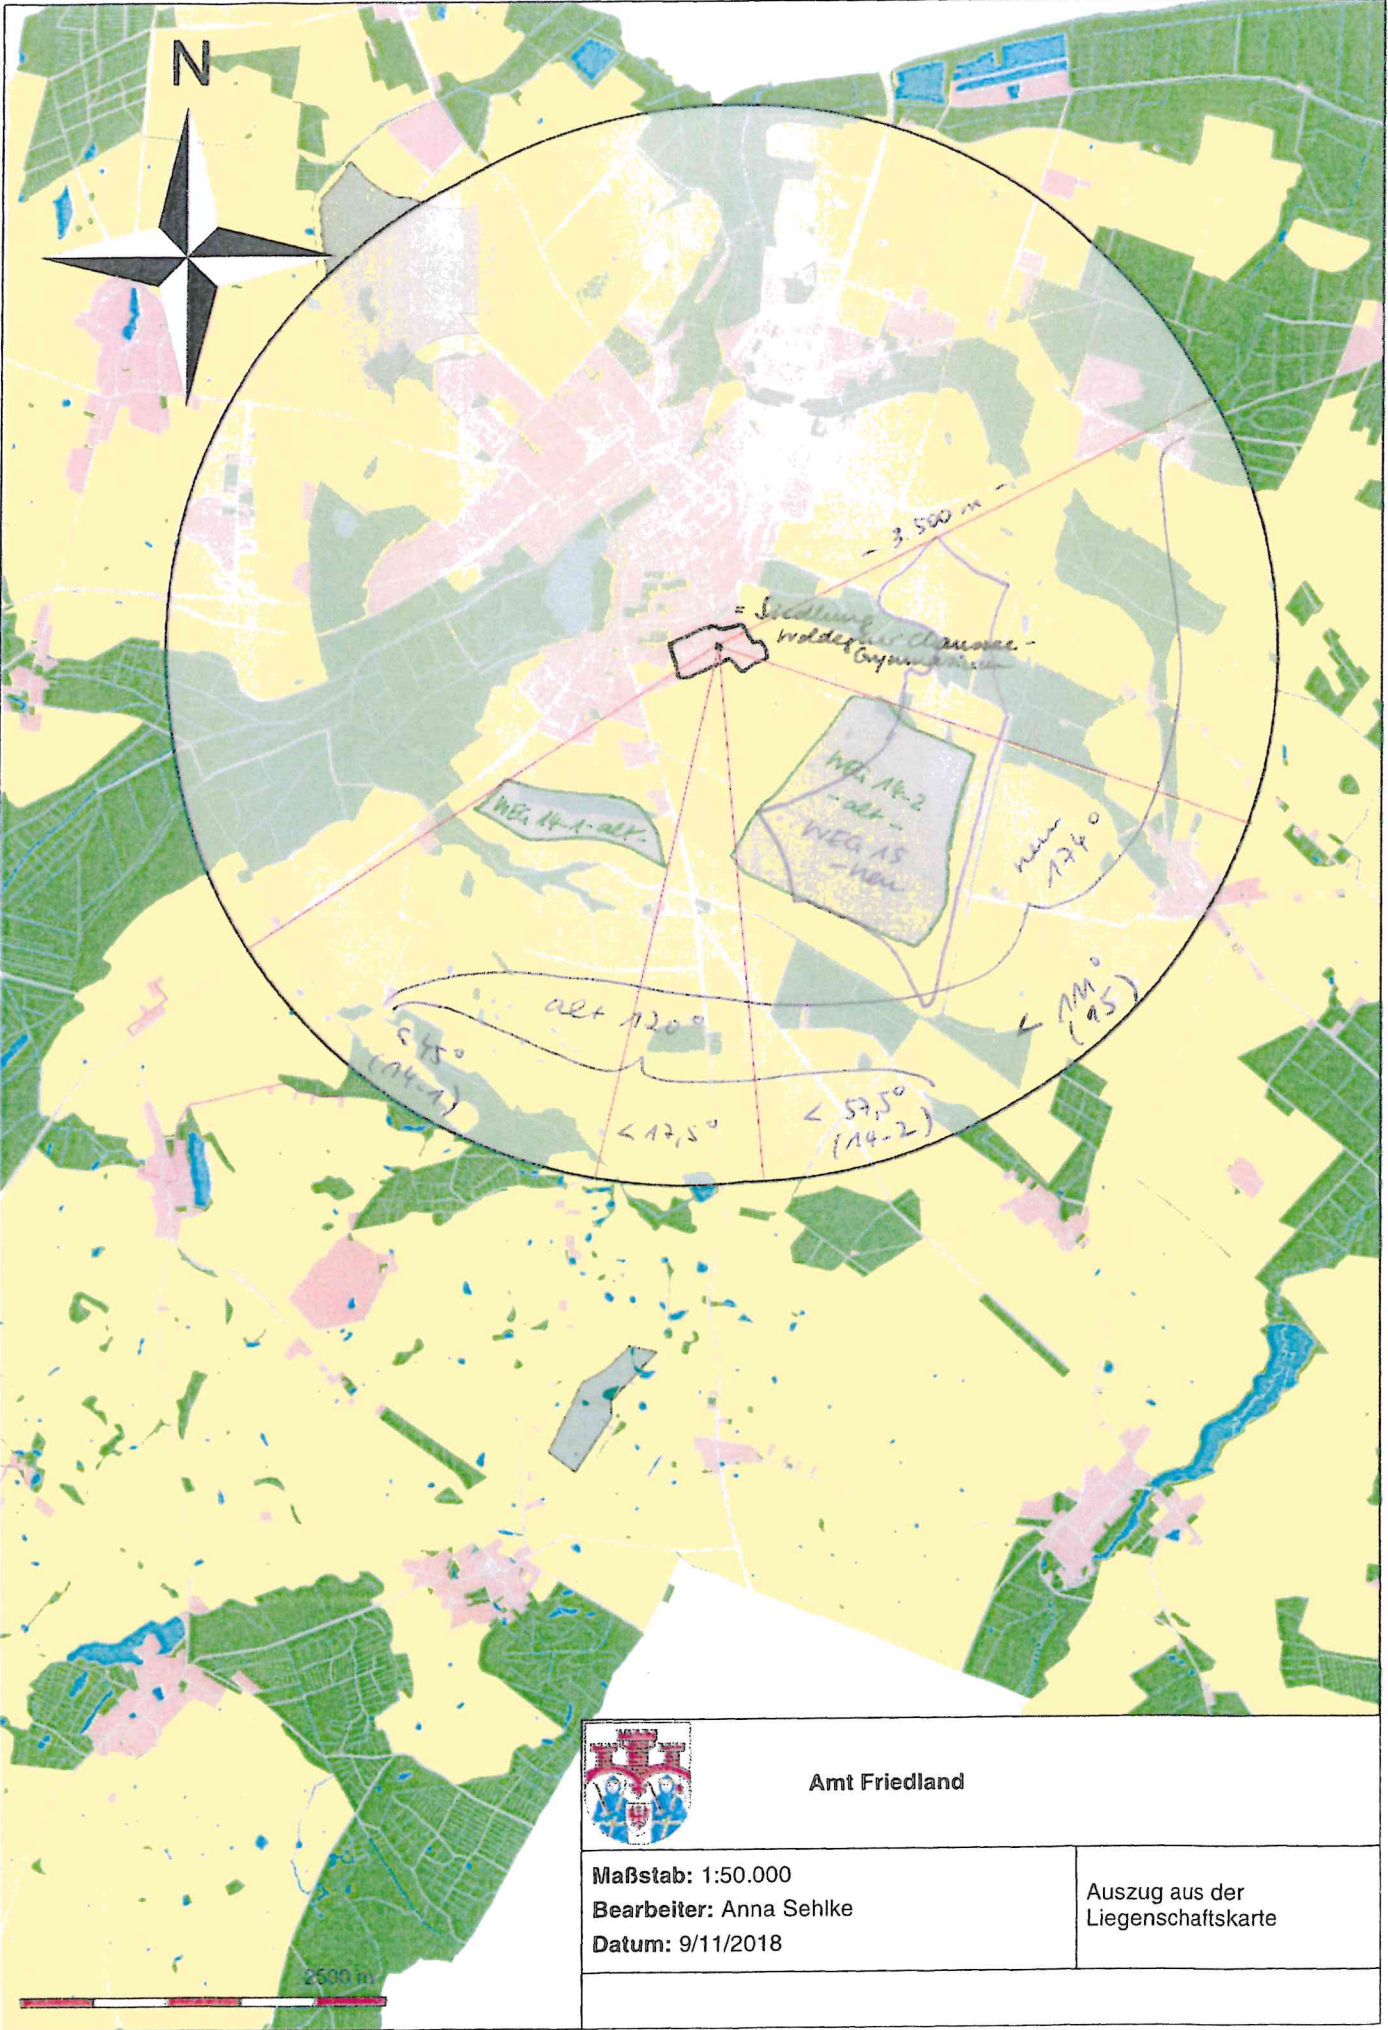 N
- 3.500 m -
= Siedlung
Woldegker Chaussee -
Gymnasium
WEG 14-2
- alt -
WEG 15
- neu
WEG 14-1-alt-
neu
174°
alt 120°
< 45°
(14-1)
< 17,5°
< 57,5°
(14-2)
< 111°
(15)
Amt Friedland
Maßstab: 1:50.000
Bearbeiter: Anna Sehlke
Datum: 9/11/2018
Auszug aus der
Liegenschaftskarte
2500 m